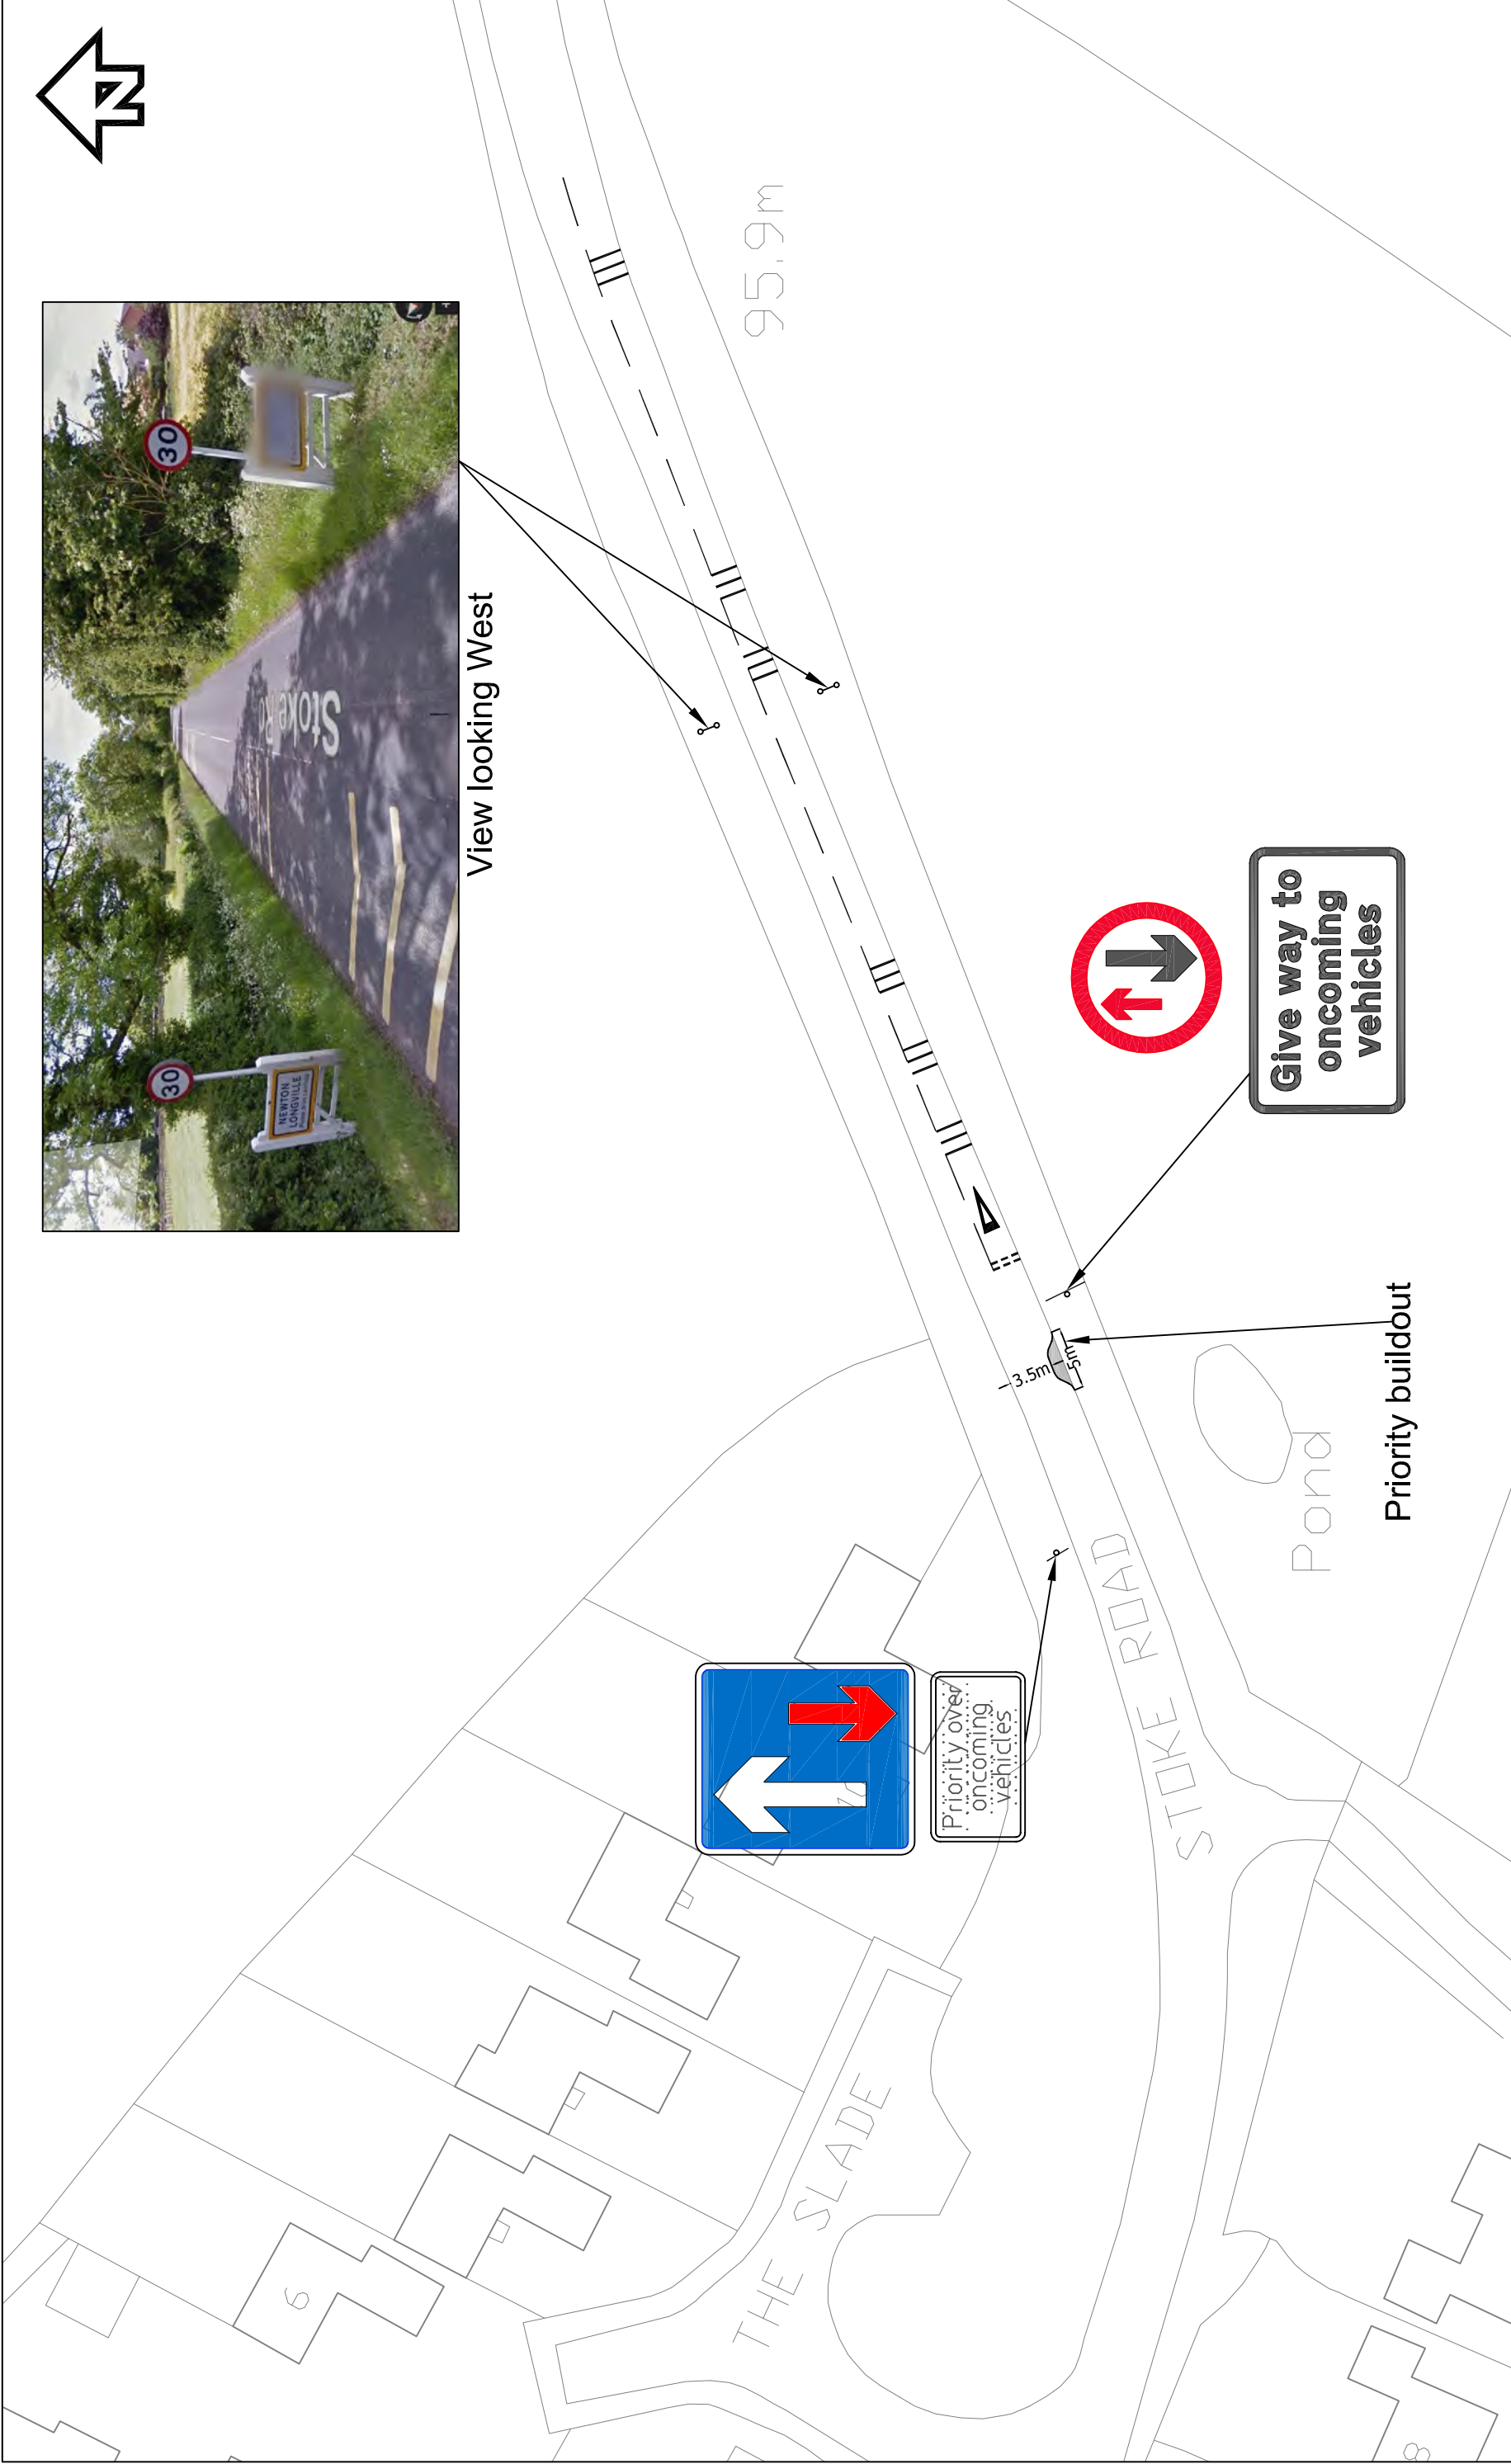 N
30
30
NEWTON
LONGVILLE
Stoke Rd
View looking West
95.9m
Give way to
oncoming
vehicles
Priority buildout
3.5m
5m
Pond
STOKE ROAD
Priority over
oncoming
vehicles
THE SLADE
6